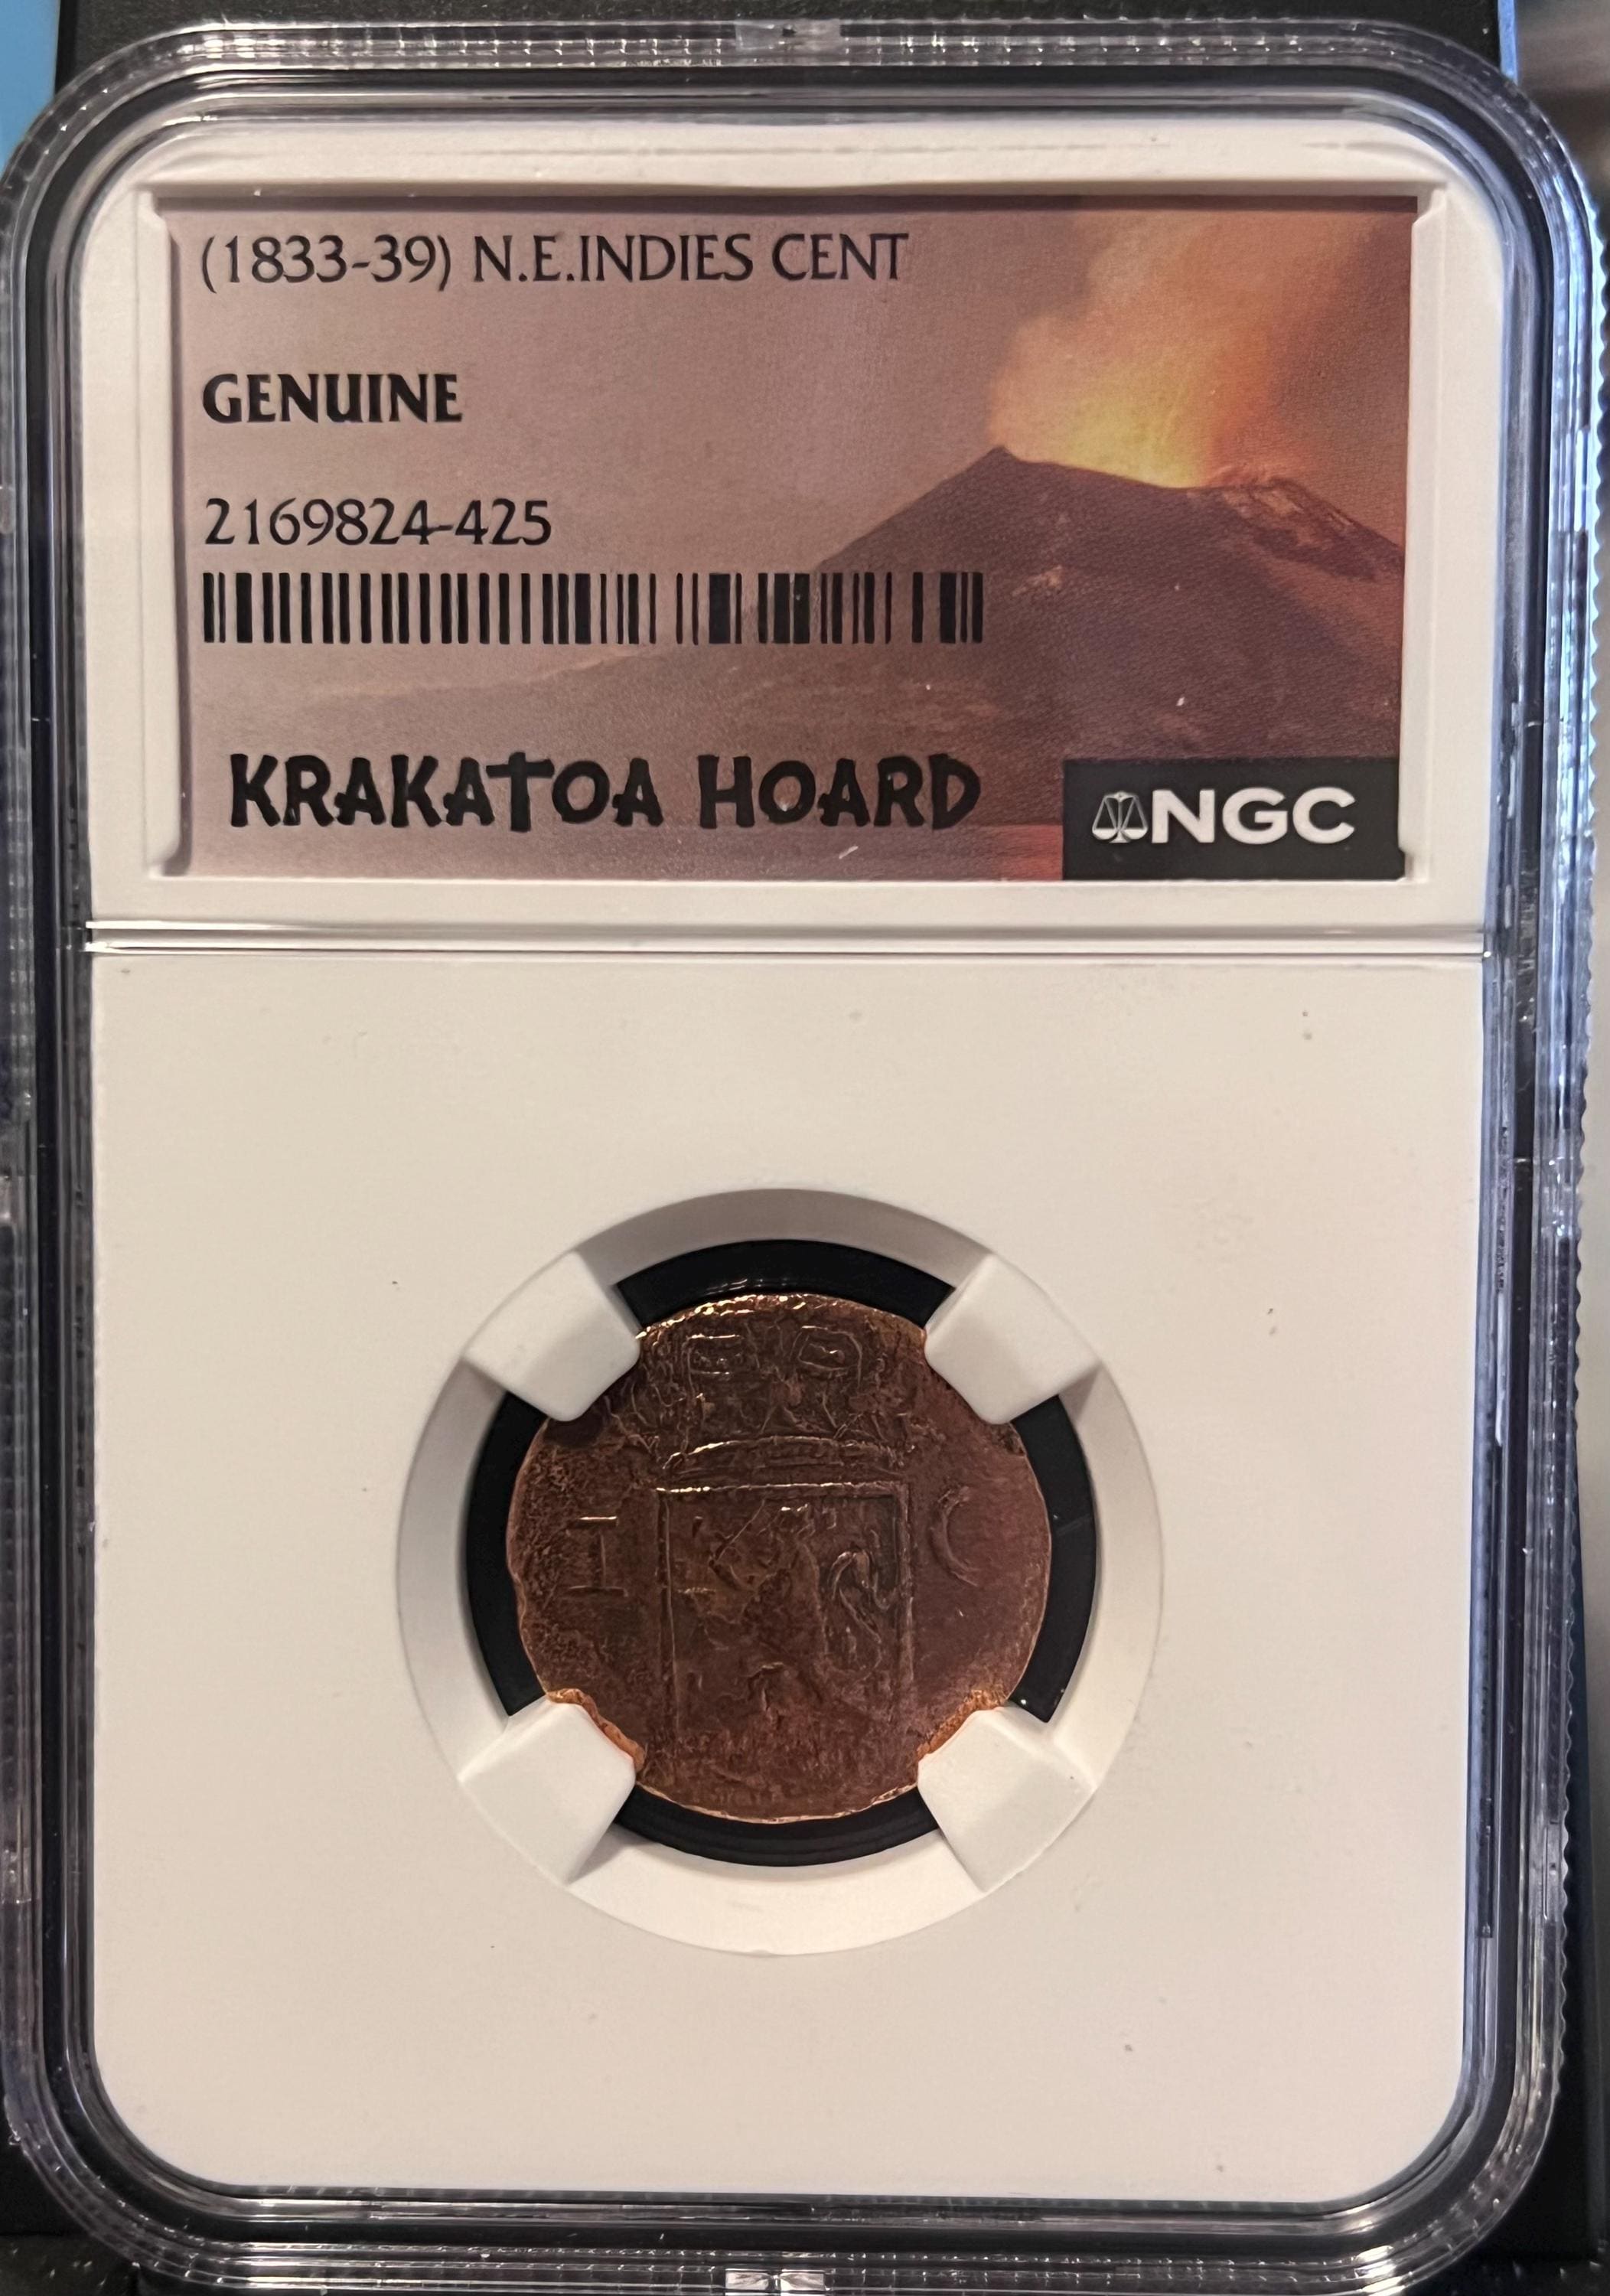 (1833-39) N.E.INDIES CENT
GENUINE
2169824-425
KRAKATOA HOARD
NGC
I C